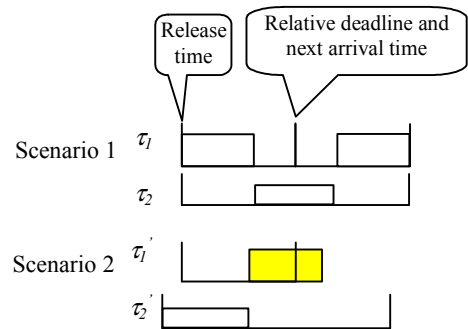 Release
time
Relative deadline and
next arrival time
Scenario 1
τ1
τ2
Scenario 2
τ1'
τ2'